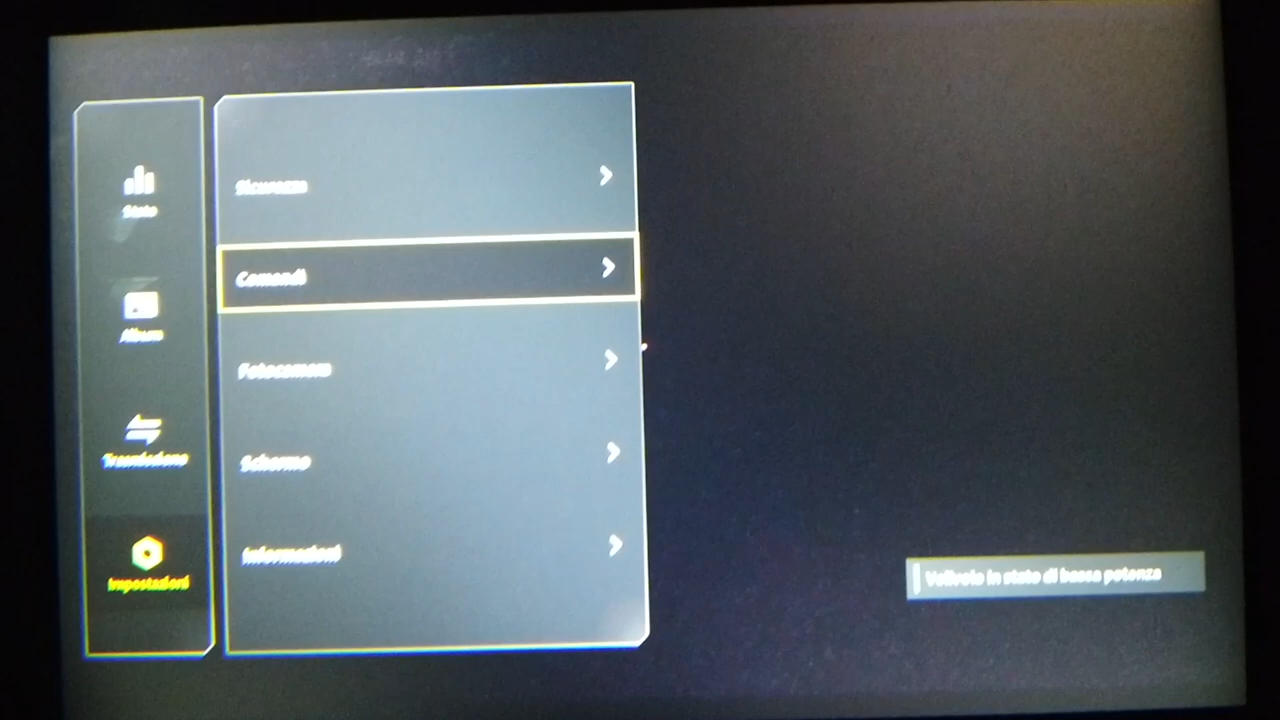 Stato
Album
Trasmissione
Impostazioni
Sicurezza
Comandi
Fotocamera
Schermo
Informazioni
Velivolo in stato di bassa potenza